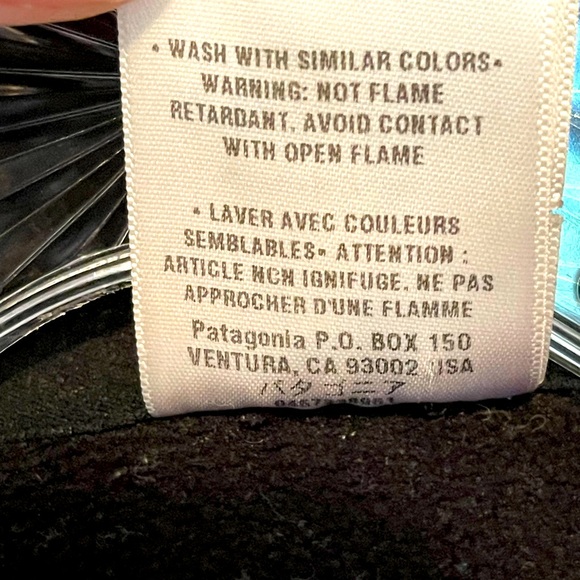 • WASH WITH SIMILAR COLORS•
WARNING: NOT FLAME
RETARDANT. AVOID CONTACT
WITH OPEN FLAME
• LAVER AVEC COULEURS
SEMBLABLES• ATTENTION :
ARTICLE NON IGNIFUGE. NE PAS
APPROCHER D'UNE FLAMME
Patagonia P.O. BOX 150
VENTURA, CA 93002 USA
パタゴニア